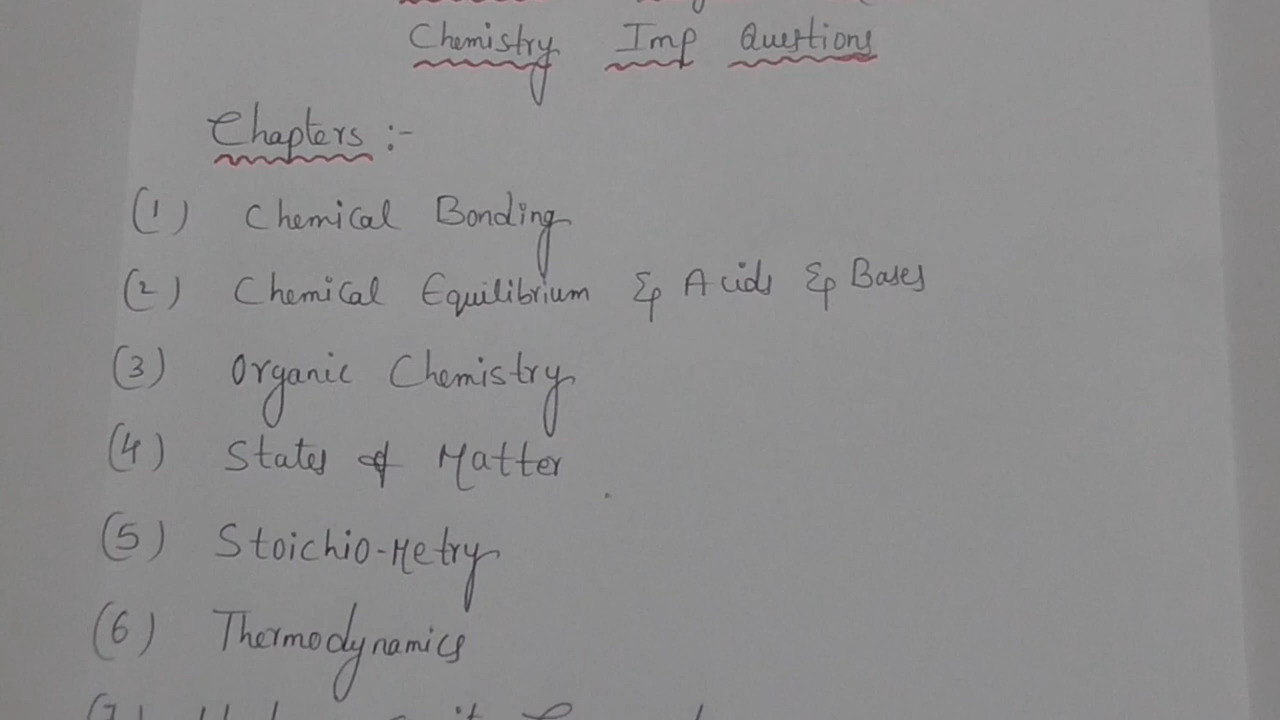 Chemistry Imp Questions
Chapters :-
(1) Chemical Bonding
(2) Chemical Equilibrium & Acids & Bases
(3) Organic Chemistry
(4) States of Matter
(5) Stoichio-Metry
(6) Thermodynamics